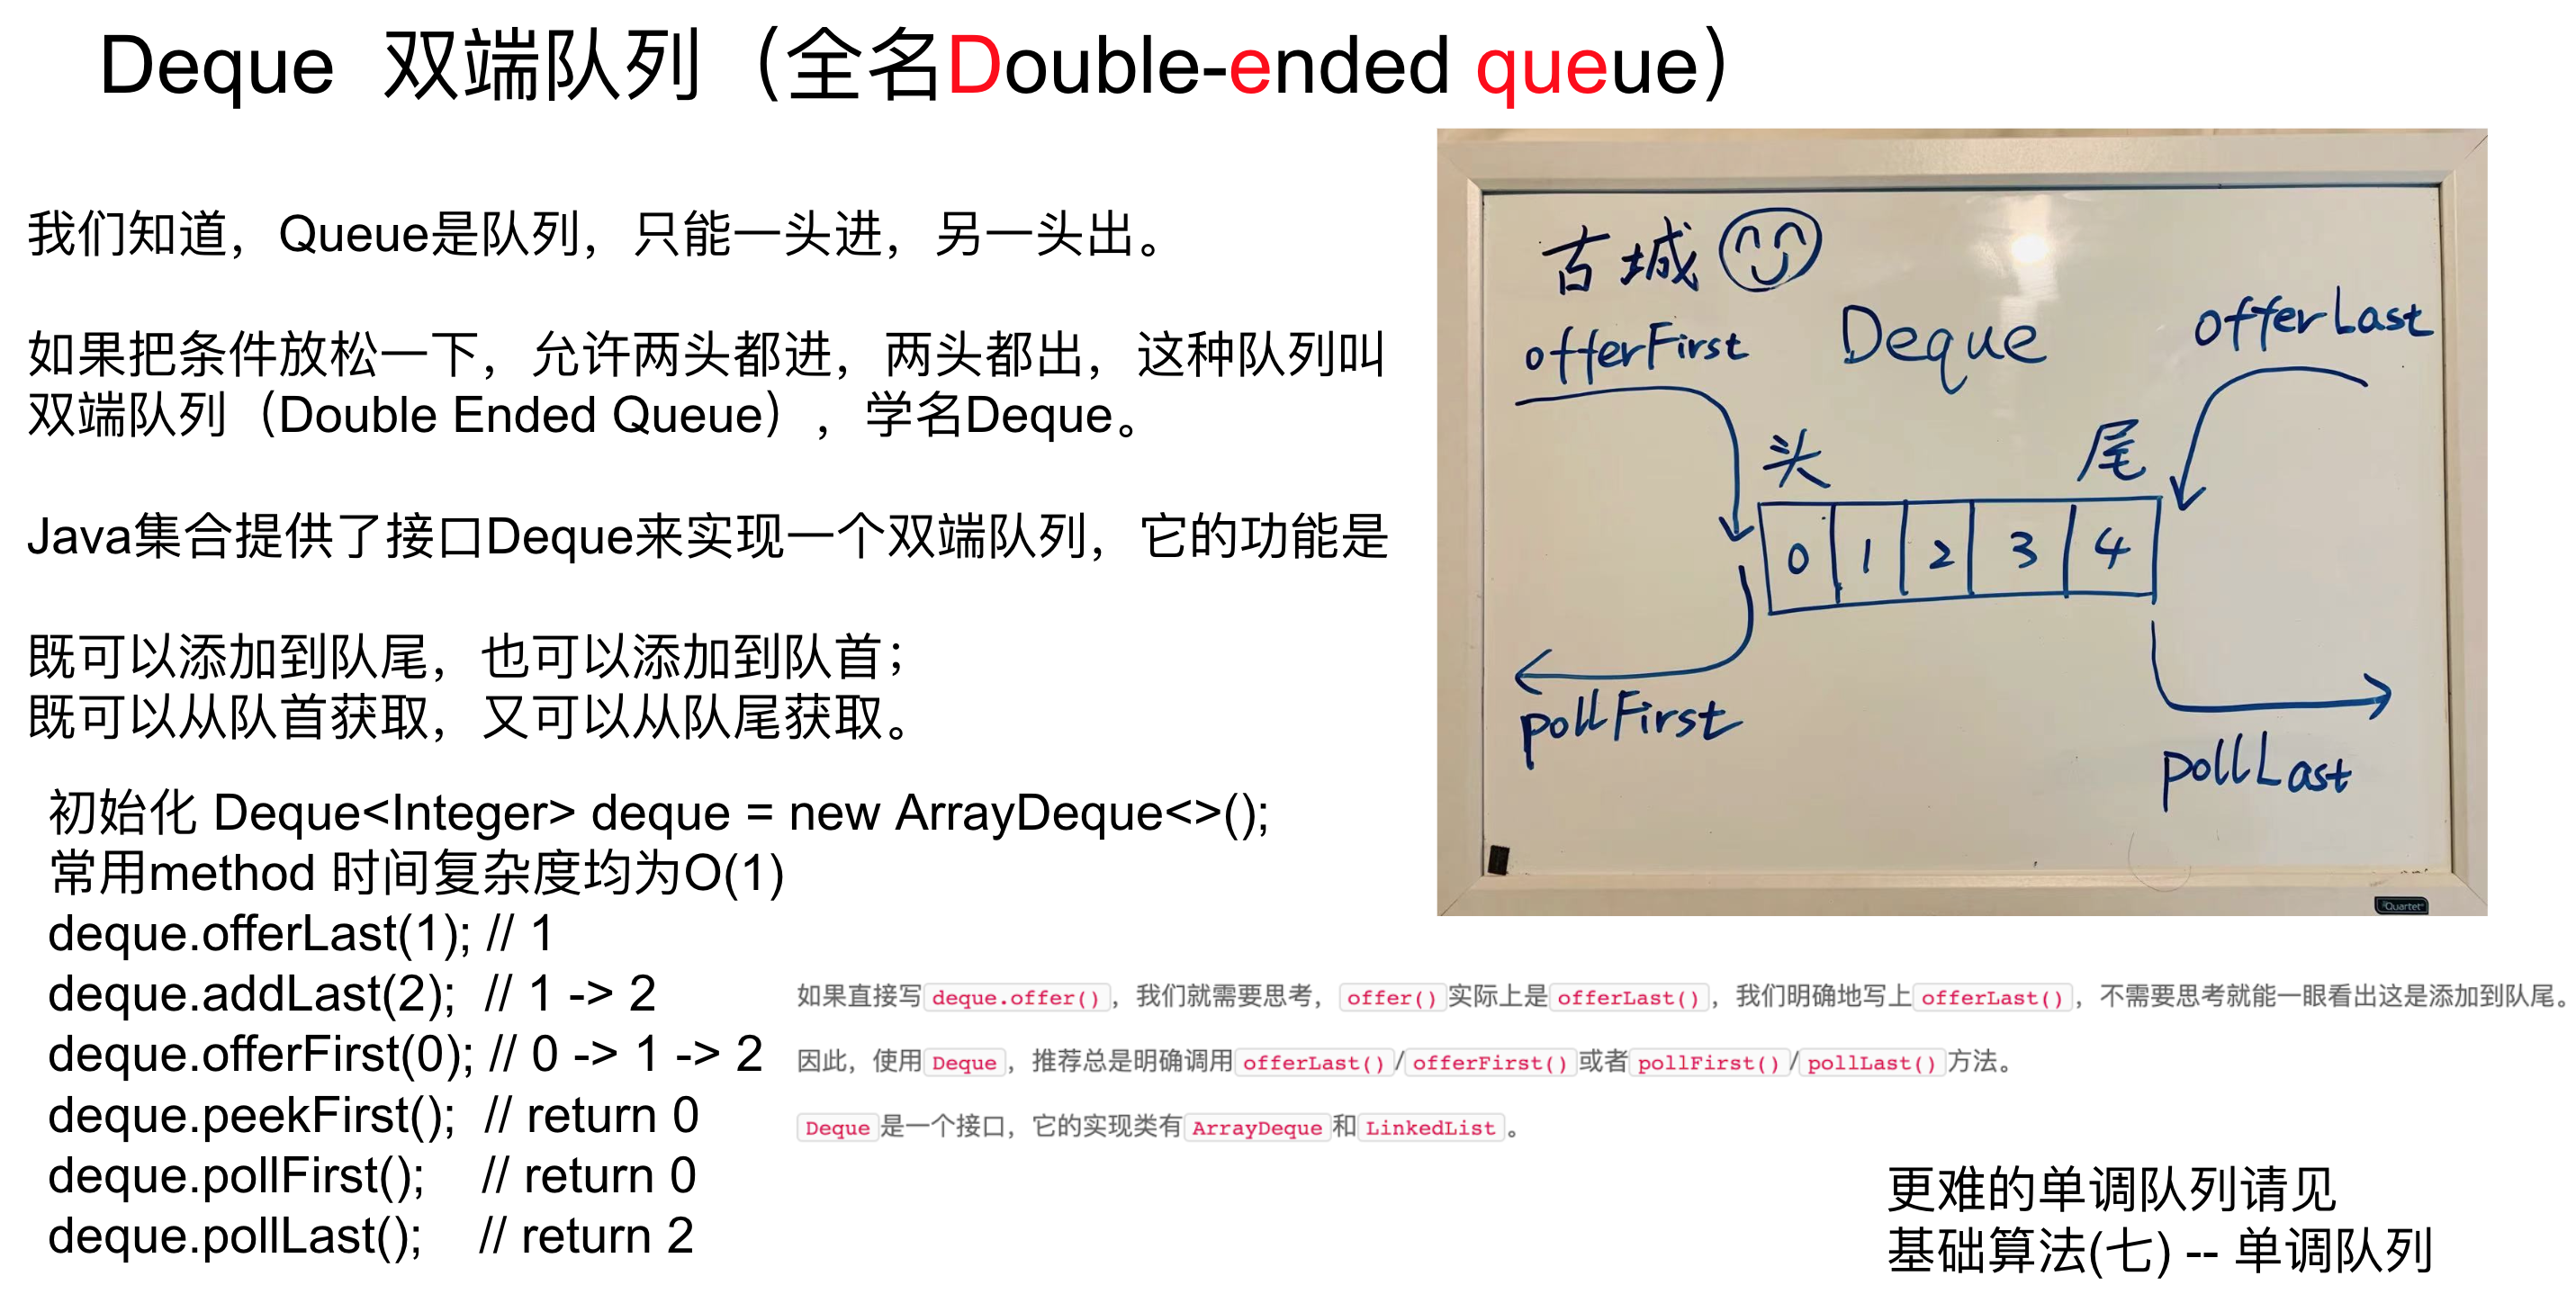 Deque 双端队列（全名Double-ended queue）
我们知道，Queue是队列，只能一头进，另一头出。
如果把条件放松一下，允许两头都进，两头都出，这种队列叫
双端队列（Double Ended Queue），学名Deque。
Java集合提供了接口Deque来实现一个双端队列，它的功能是
既可以添加到队尾，也可以添加到队首；
既可以从队首获取，又可以从队尾获取。
初始化 Deque<Integer> deque = new ArrayDeque<>();
常用method 时间复杂度均为O(1)
deque.offerLast(1); // 1
deque.addLast(2); // 1 -> 2
deque.offerFirst(0); // 0 -> 1 -> 2
deque.peekFirst(); // return 0
deque.pollFirst(); // return 0
deque.pollLast(); // return 2
古城
offerFirst
Deque
offerLast
头
尾
0 1 2 3 4
pollFirst
pollLast
Quartet
如果直接写deque.offer()，我们就需要思考，offer()实际上是offerLast()，我们明确地写上offerLast()，不需要思考就能一眼看出这是添加到队尾。
因此，使用Deque，推荐总是明确调用offerLast()/offerFirst()或者pollFirst()/pollLast()方法。
Deque是一个接口，它的实现类有ArrayDeque和LinkedList。
更难的单调队列请见
基础算法(七) -- 单调队列